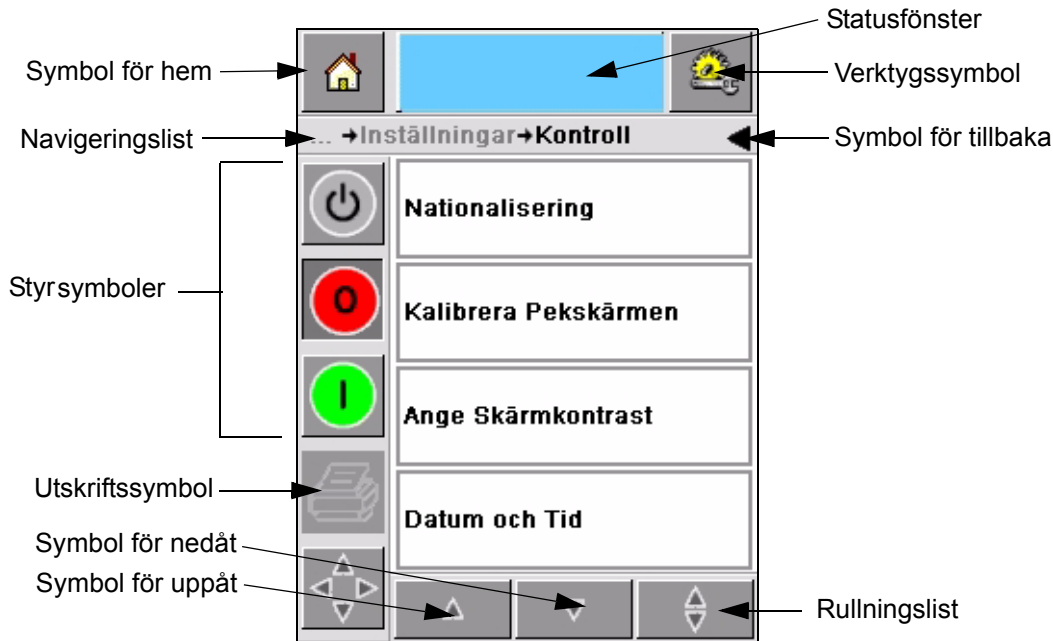 Statusfönster
Symbol för hem
Verktygssymbol
Navigeringslist
... →Inställningar→Kontroll
Symbol för tillbaka
Nationalisering
Styrsymboler
O
Kalibrera Pekskärmen
I
Ange Skärmkontrast
Utskriftssymbol
Datum och Tid
Symbol för nedåt
Symbol för uppåt
Rullningslist